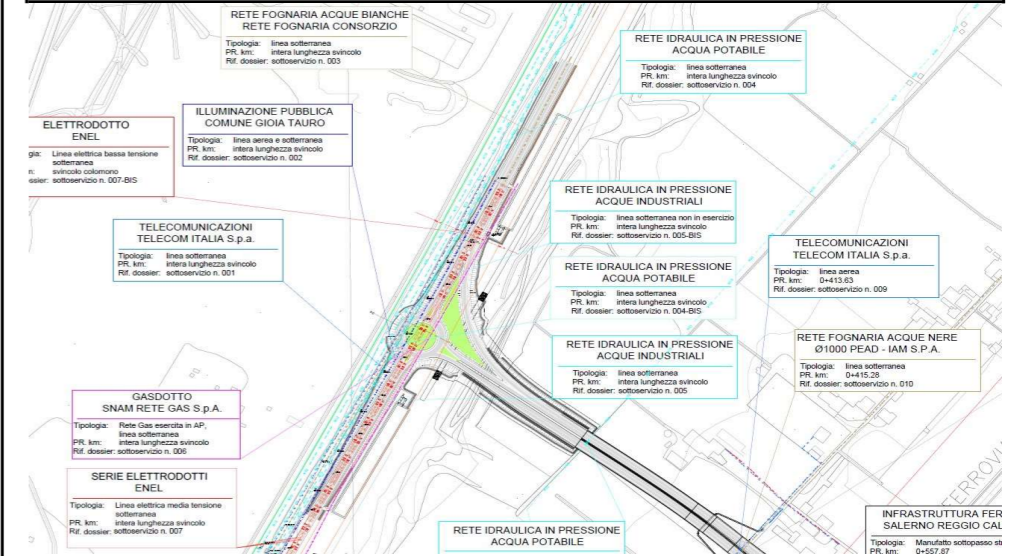 RETE FOGNARIA ACQUE BIANCHE
RETE FOGNARIA CONSORZIO
Tipologia: linea sotterranea
PR. km: intera lunghezza svincolo
Rif. dossier: sottoservizio n. 003
RETE IDRAULICA IN PRESSIONE
ACQUA POTABILE
Tipologia: linea sotterranea
PR. km: intera lunghezza svincolo
Rif. dossier: sottoservizio n. 004
ILLUMINAZIONE PUBBLICA
COMUNE GIOIA TAURO
Tipologia: linea aerea e sotterranea
PR. km: intera lunghezza svincolo
Rif. dossier: sottoservizio n. 002
ELETTRODOTTO
ENEL
gia: Linea elettrica bassa tensione
sotterranea
n: svincolo colomono
ssier: sottoservizio n. 007-BIS
RETE IDRAULICA IN PRESSIONE
ACQUE INDUSTRIALI
Tipologia: linea sotterranea non in esercizio
PR. km: intera lunghezza svincolo
Rif. dossier: sottoservizio n. 005-BIS
TELECOMUNICAZIONI
TELECOM ITALIA S.p.a.
Tipologia: linea sotterranea
PR. km: intera lunghezza svincolo
Rif. dossier: sottoservizio n. 001
TELECOMUNICAZIONI
TELECOM ITALIA S.p.a.
Tipologia: linea aerea
PR. km: 0+413.63
Rif. dossier: sottoservizio n. 009
RETE IDRAULICA IN PRESSIONE
ACQUA POTABILE
Tipologia: linea sotterranea
PR. km: intera lunghezza svincolo
Rif. dossier: sottoservizio n. 004-BIS
RETE IDRAULICA IN PRESSIONE
ACQUE INDUSTRIALI
Tipologia: linea sotterranea
PR. km: intera lunghezza svincolo
Rif. dossier: sottoservizio n. 005
RETE FOGNARIA ACQUE NERE
Ø1000 PEAD - IAM S.P.A.
Tipologia: linea sotterranea
PR. km: 0+415.28
Rif. dossier: sottoservizio n. 010
GASDOTTO
SNAM RETE GAS S.p.A.
Tipologia: Rete Gas esercita in AP,
linea sotterranea
PR. km: intera lunghezza svincolo
Rif. dossier: sottoservizio n. 006
SERIE ELETTRODOTTI
ENEL
Tipologia: Linea elettrica media tensione
sotterranea
PR. km: intera lunghezza svincolo
Rif. dossier: sottoservizio n. 007
RETE IDRAULICA IN PRESSIONE
ACQUA POTABILE
FERROVI
INFRASTRUTTURA FER
SALERNO REGGIO CAL
Tipologia: Manufatto sottopasso st
PR. km: 0+557.87